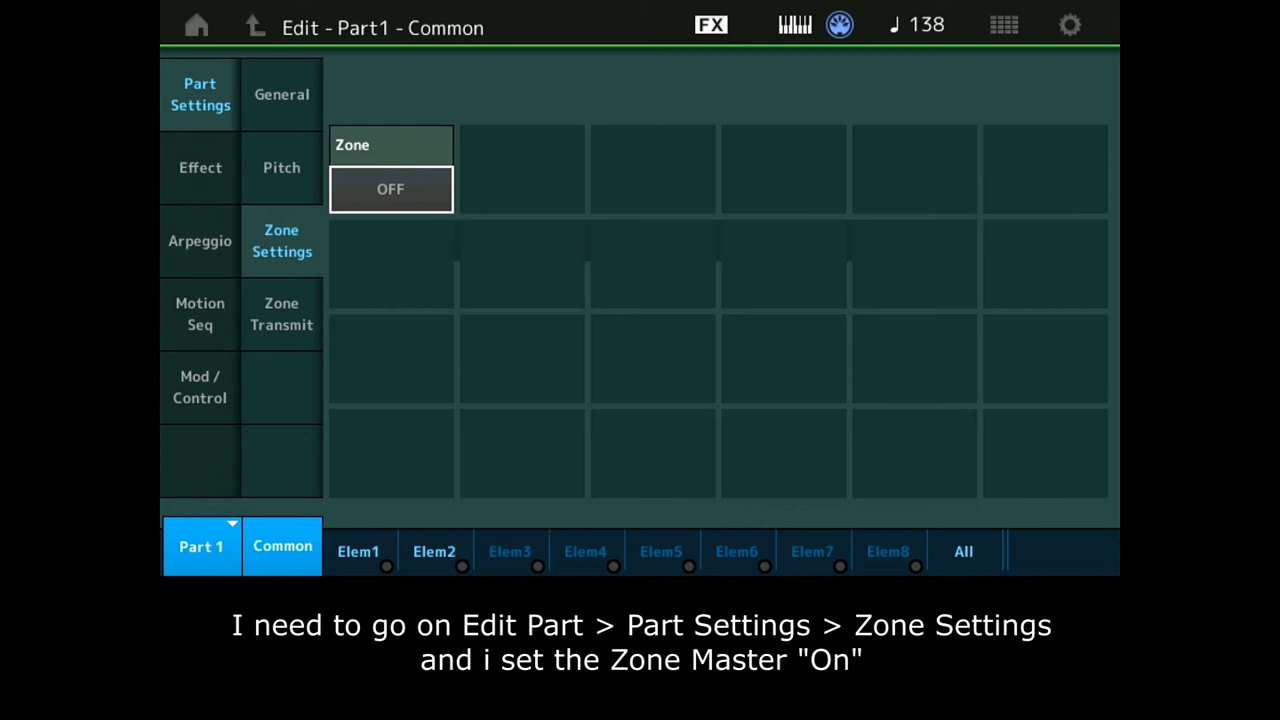 Edit - Part1 - Common
FX
138
Part
Settings
General
Effect
Pitch
Arpeggio
Zone
Settings
Motion
Seq
Zone
Transmit
Mod /
Control
Zone
OFF
Part 1
Common
Elem1
Elem2
Elem3
Elem4
Elem5
Elem6
Elem7
Elem8
All
I need to go on Edit Part > Part Settings > Zone Settings
and i set the Zone Master "On"